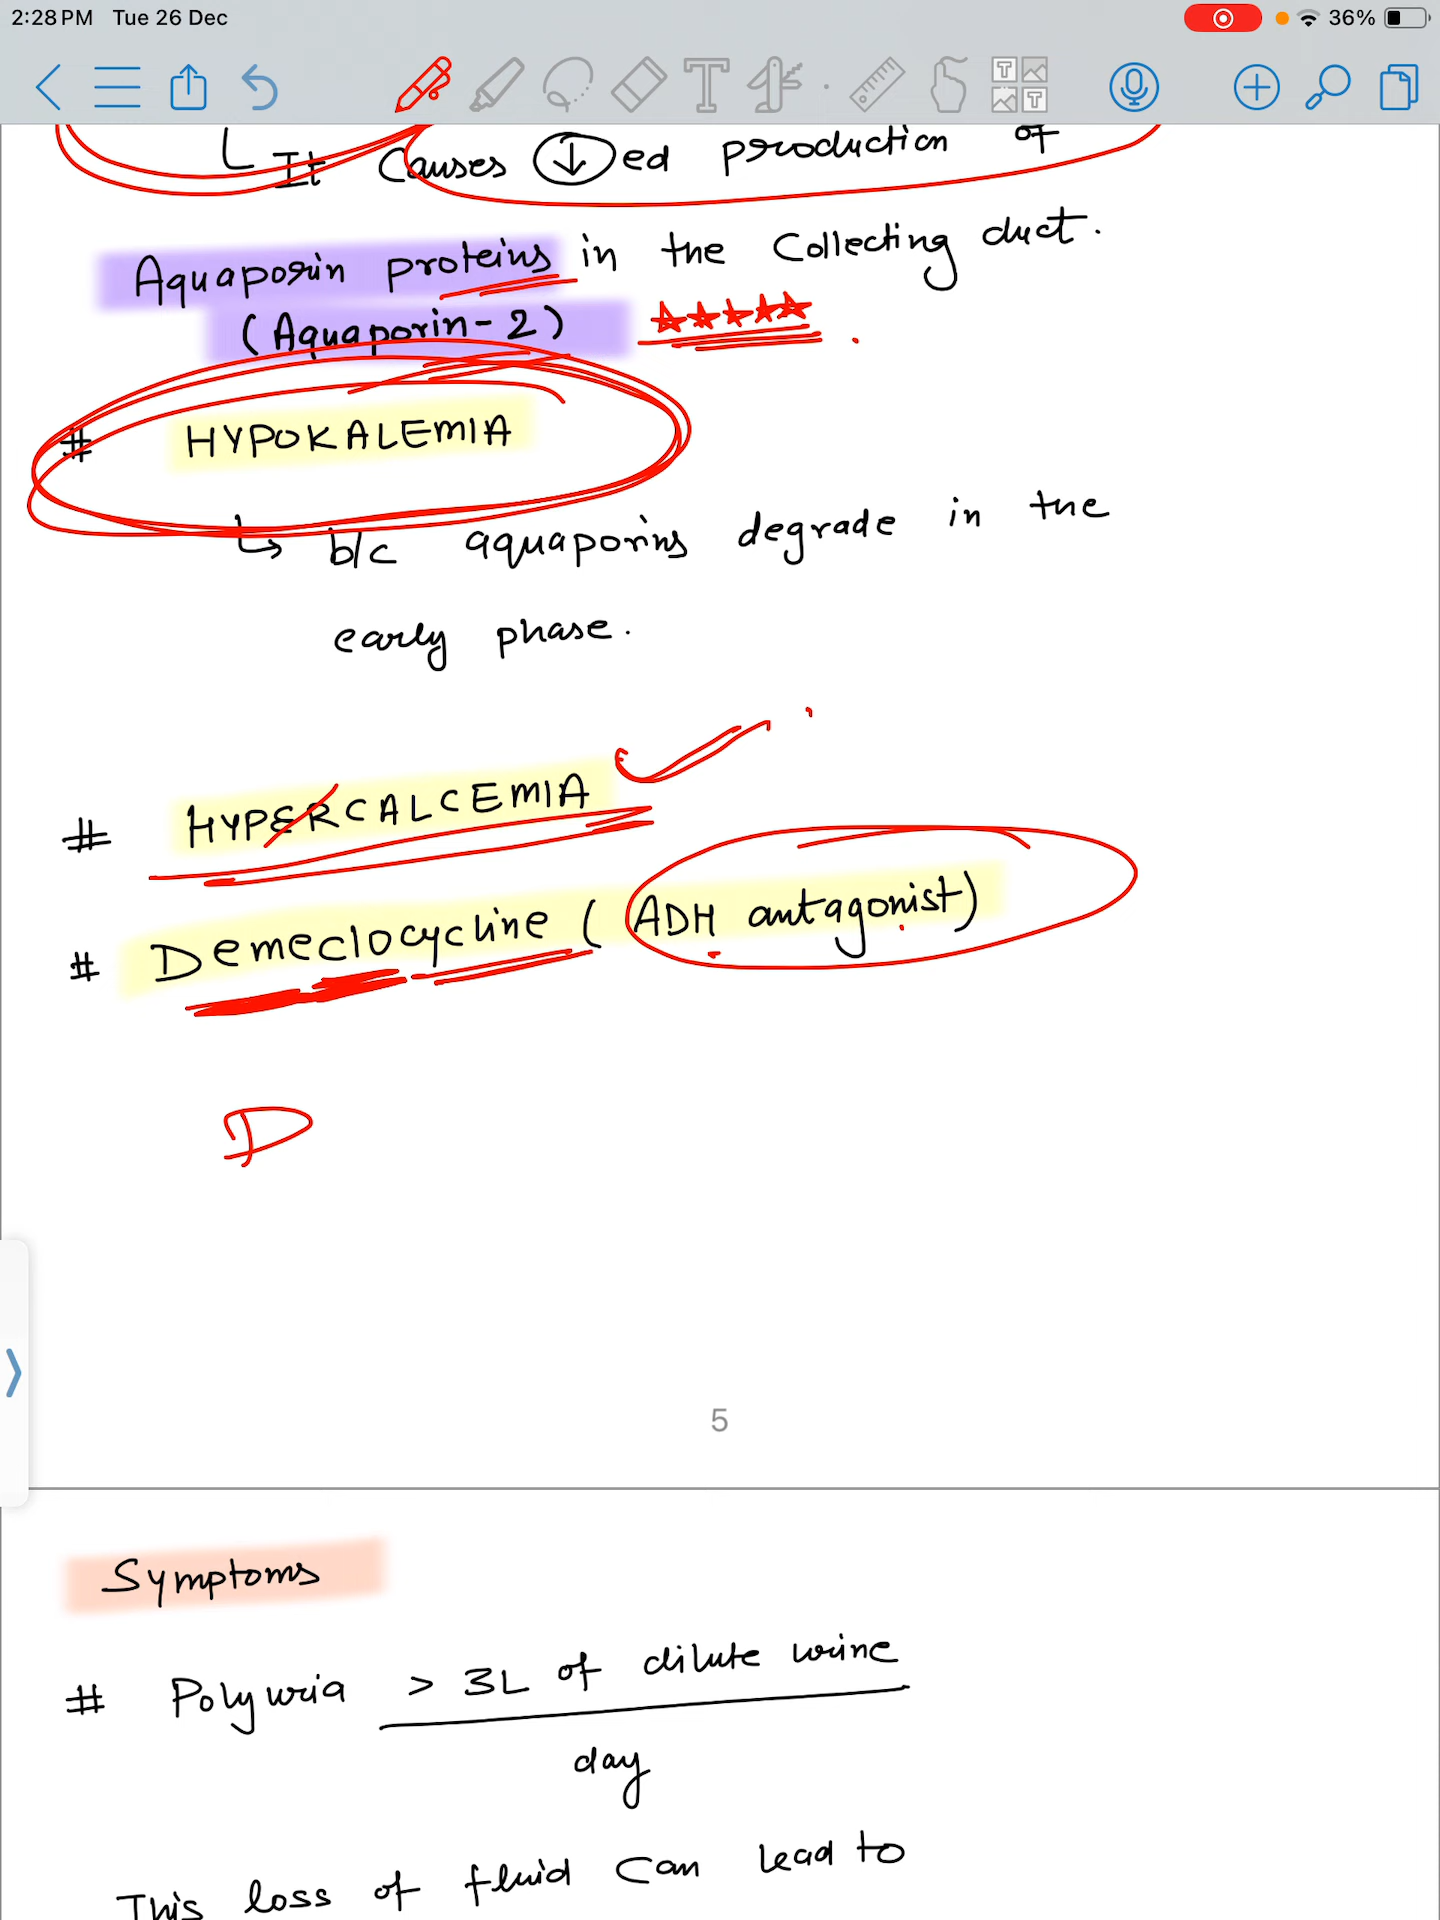 2:28 PM Tue 26 Dec 36%
It Causes ↓ed production of
Aquaporin proteins in the Collecting duct.
(Aquaporin-2)
# HYPOKALEMIA
↳ b/c aquaporins degrade in the
early phase.
# HYPERCALCEMIA
# Demeclocycline (ADH antagonist)
D
5
Symptoms
# Polyuria > 3L of dilute urine
day
This loss of fluid Can lead to